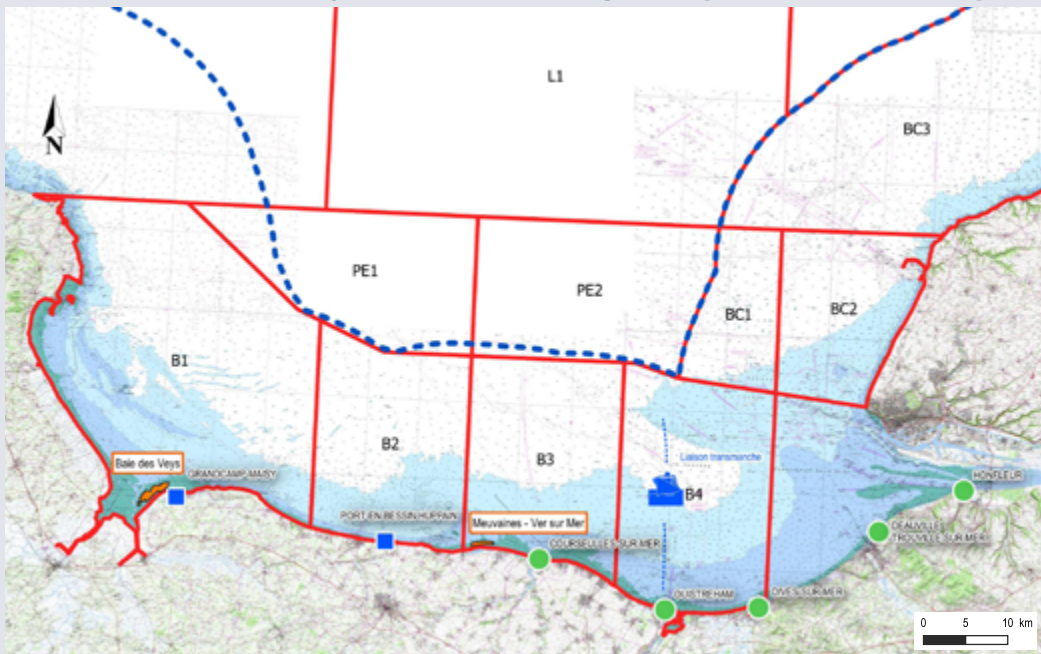 L1
BC3
N
PE1
PE2
BC1
BC2
B1
B2
B3
Liaison transmanche
B4
Baie des Veys
GRANDCAMP-MAISY
HONFLEUR
PORT-EN-BESSIN-HUPPAIN
Meuvaines - Ver sur Mer
DEAUVILLE
TROUVILLE-SUR-MER
COURSEULLES-SUR-MER
OUISTREHAM
DIVES-SUR-MER
0 5 10 km